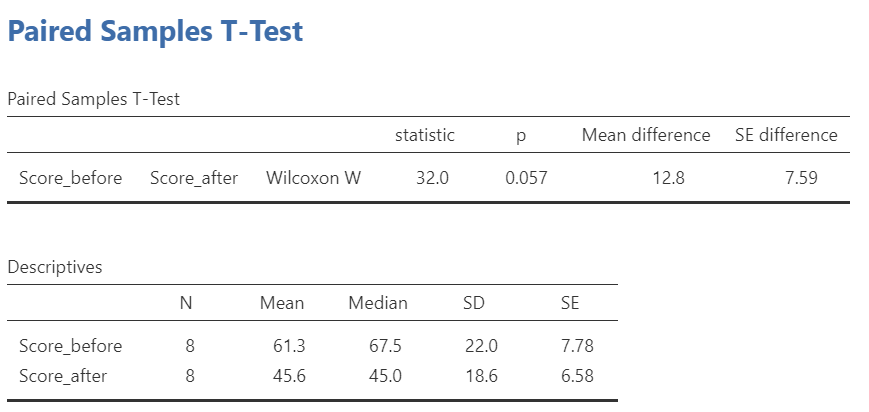 Paired Samples T-Test
Paired Samples T-Test
statistic p Mean difference SE difference
Score_before Score_after Wilcoxon W 32.0 0.057 12.8 7.59
Descriptives
N Mean Median SD SE
Score_before 8 61.3 67.5 22.0 7.78
Score_after 8 45.6 45.0 18.6 6.58